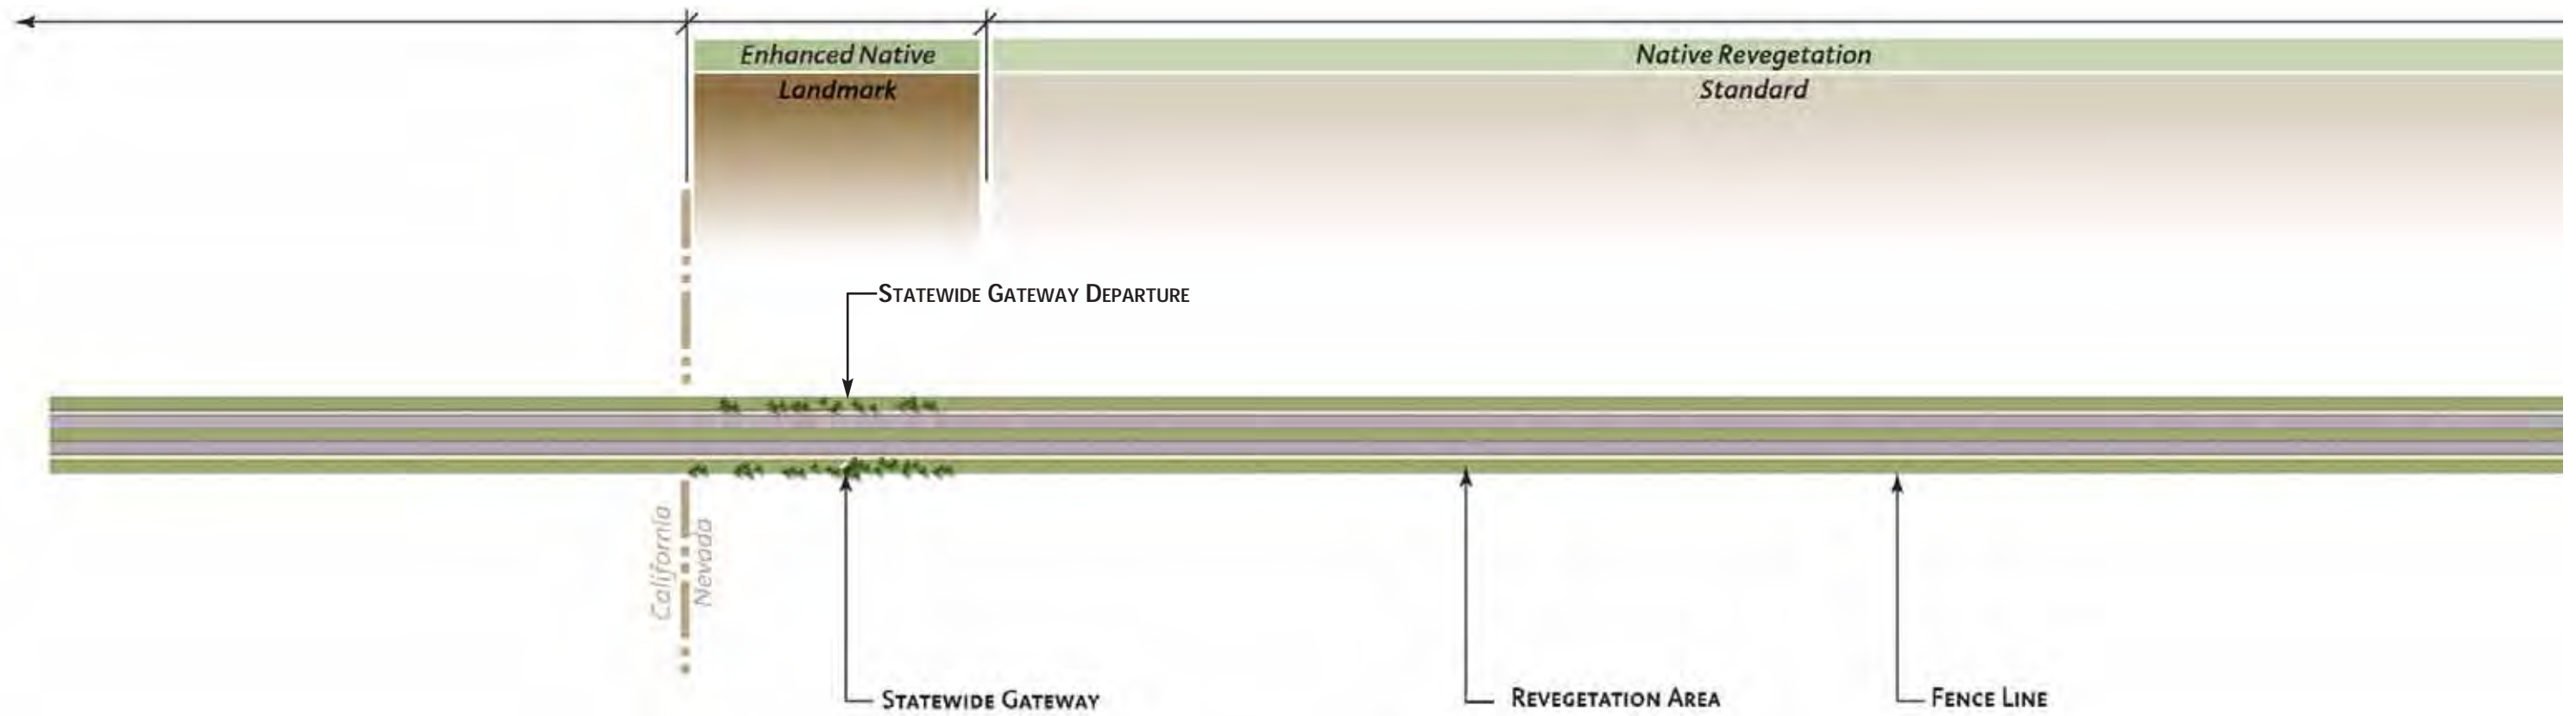 Enhanced Native
Landmark
Native Revegetation
Standard
STATEWIDE GATEWAY DEPARTURE
California
Nevada
STATEWIDE GATEWAY
REVEGETATION AREA
FENCE LINE